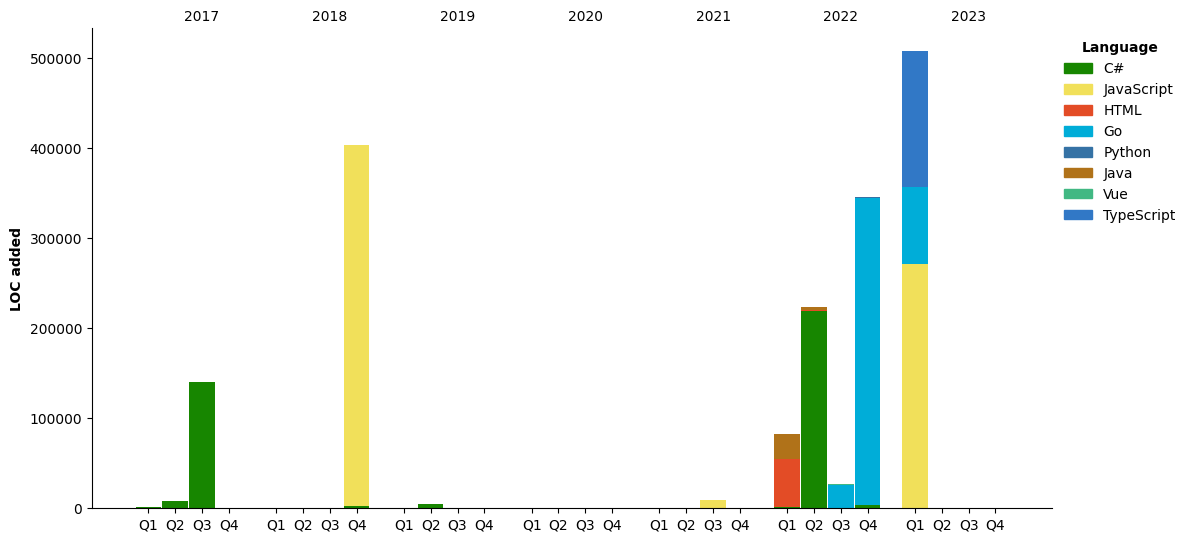 2017 2018 2019 2020 2021 2022 2023
LOC added
500000
400000
300000
200000
100000
0
Q1 Q2 Q3 Q4 Q1 Q2 Q3 Q4 Q1 Q2 Q3 Q4 Q1 Q2 Q3 Q4 Q1 Q2 Q3 Q4 Q1 Q2 Q3 Q4 Q1 Q2 Q3 Q4
Language
C#
JavaScript
HTML
Go
Python
Java
Vue
TypeScript